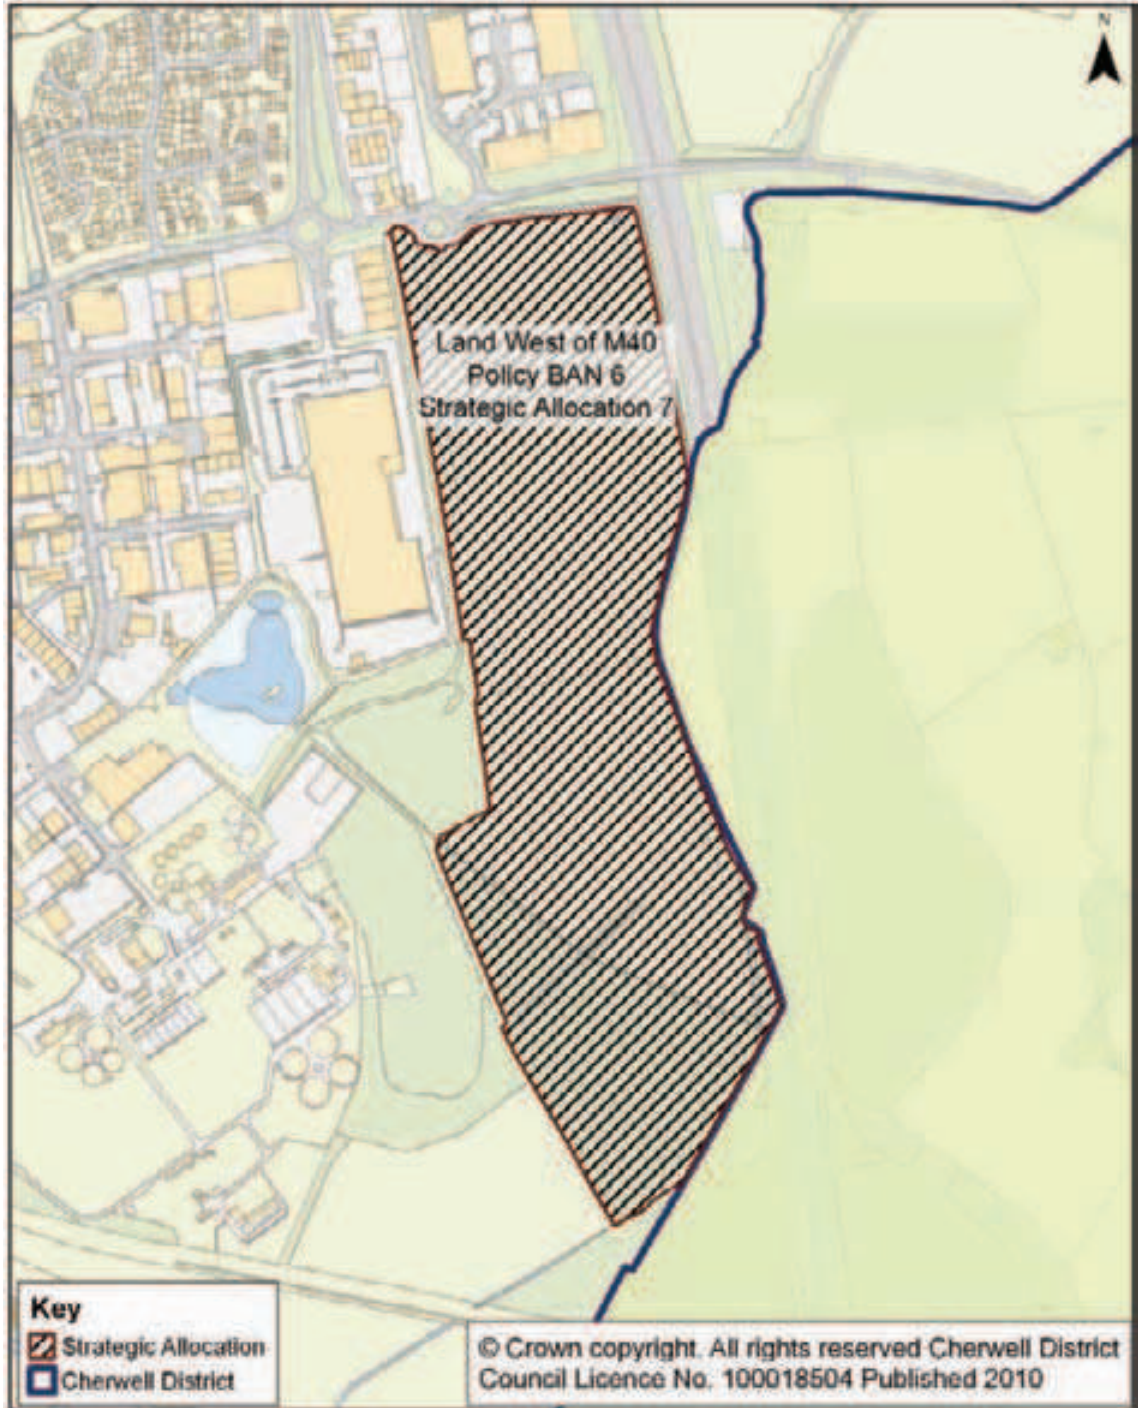 N
Land West of M40
Policy BAN 6
Strategic Allocation 7
Key
Strategic Allocation
Cherwell District
© Crown copyright. All rights reserved Cherwell District
Council Licence No. 100018504 Published 2010